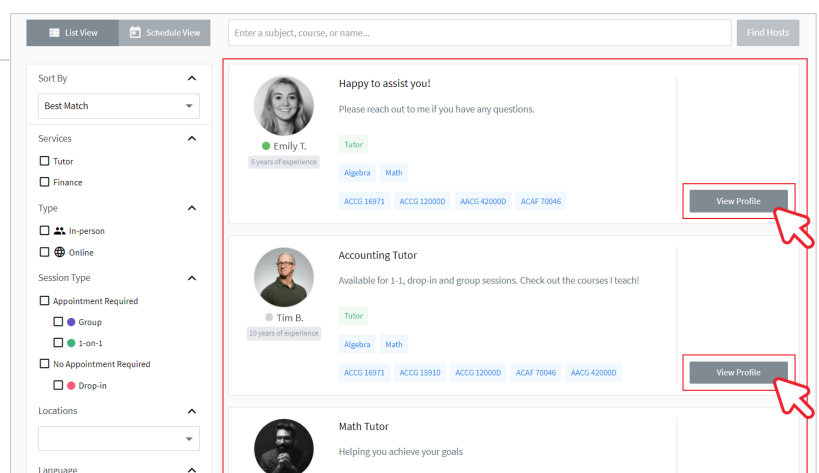 List View
Schedule View
Enter a subject, course, or name...
Find Hosts
Sort By
Best Match
Services
Tutor
Finance
Type
In-person
Online
Session Type
Appointment Required
Group
1-on-1
No Appointment Required
Drop-in
Locations
Language
Happy to assist you!
Please reach out to me if you have any questions.
Emily T.
5 years of experience
Tutor
Algebra Math
ACCG 16971 ACCG 12000D AACG 42000D ACAF 70046
View Profile
Accounting Tutor
Available for 1-1, drop-in and group sessions. Check out the courses I teach!
Tim B.
10 years of experience
Tutor
Algebra Math
ACCG 16971 ACCG 15910 ACCG 12000D ACAF 70046 AACG 42000D
View Profile
Math Tutor
Helping you achieve your goals